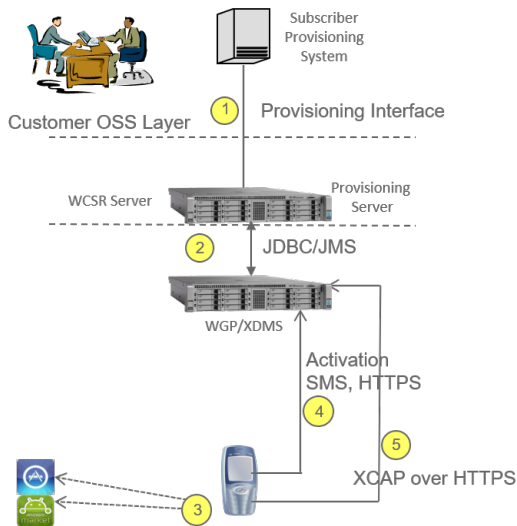 Subscriber
Provisioning
System
1
Provisioning Interface
Customer OSS Layer
WCSR Server
Provisioning
Server
2
JDBC/JMS
WGP/XDMS
Activation
SMS, HTTPS
4
5
XCAP over HTTPS
3
market